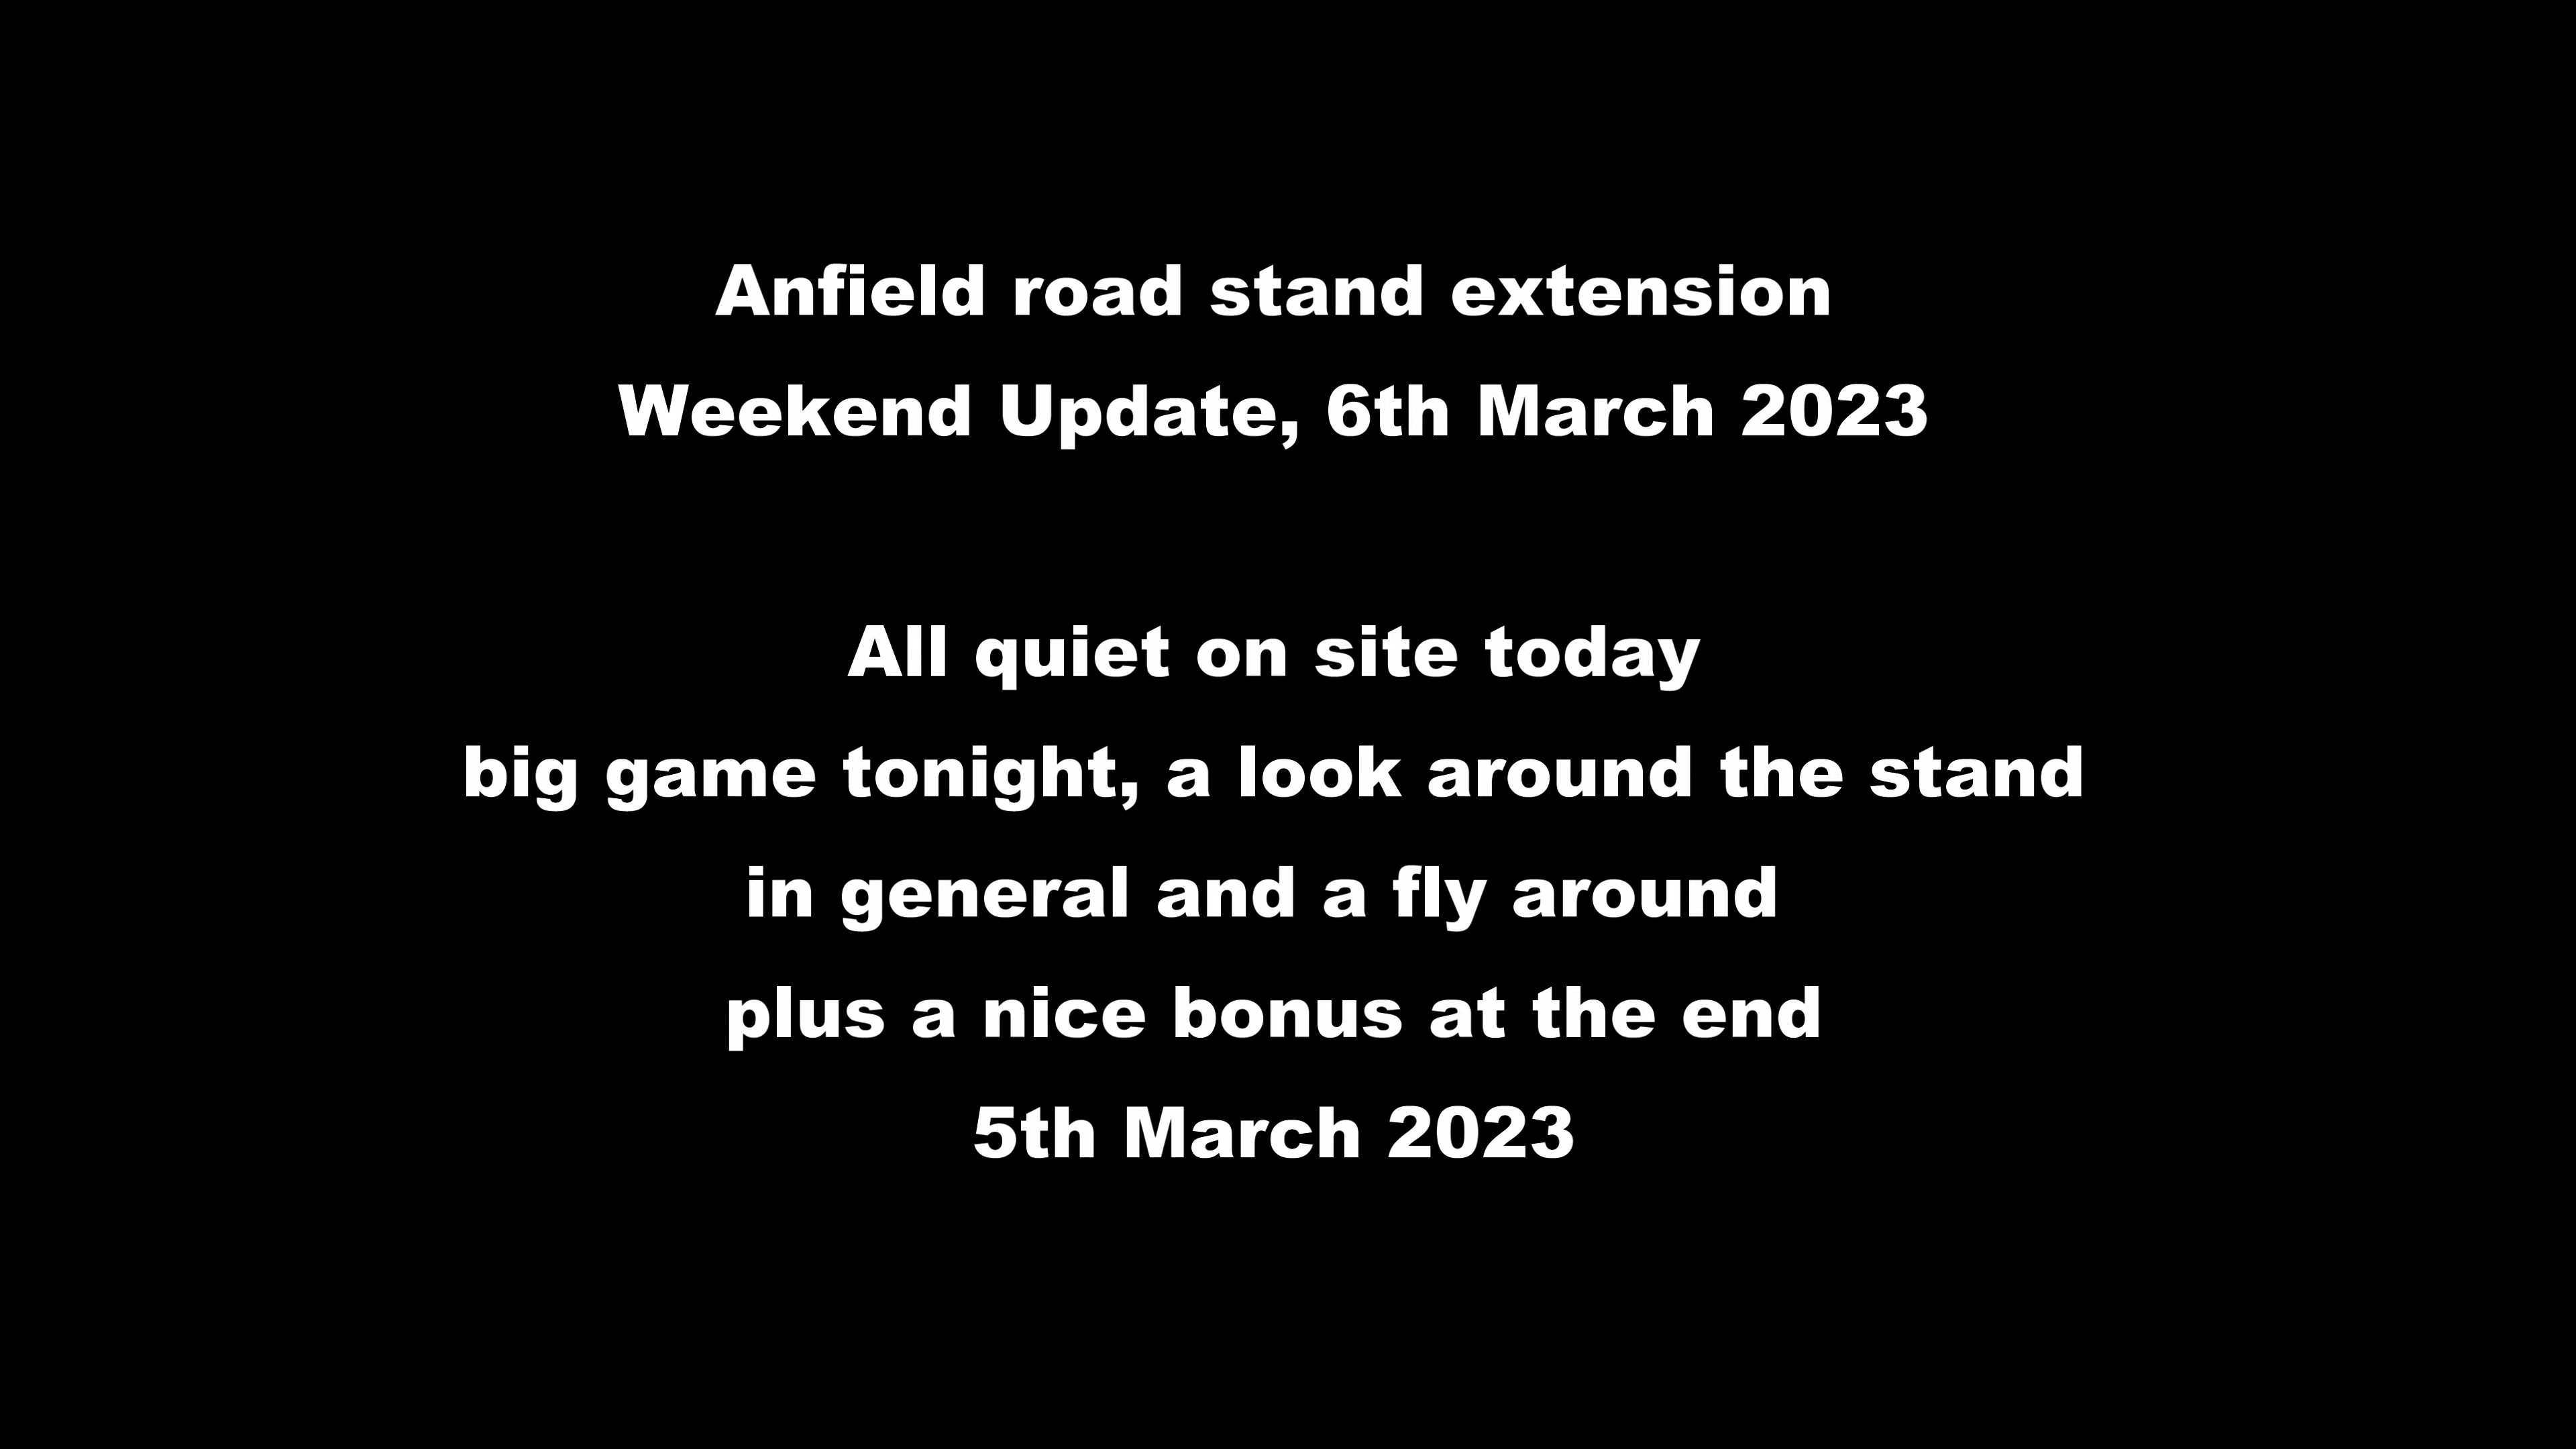 Anfield road stand extension
Weekend Update, 6th March 2023
All quiet on site today
big game tonight, a look around the stand
in general and a fly around
plus a nice bonus at the end
5th March 2023